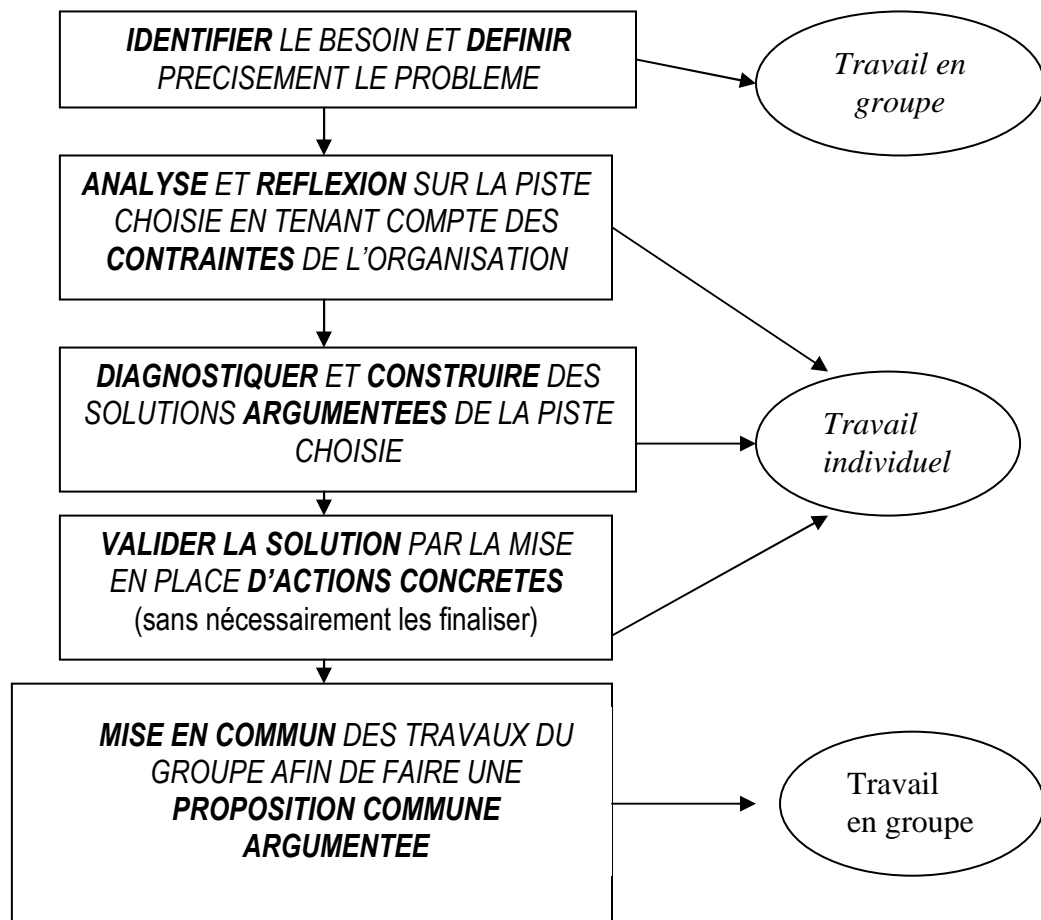 IDENTIFIER LE BESOIN ET DEFINIR
PRECISEMENT LE PROBLEME
Travail en
groupe
ANALYSE ET REFLEXION SUR LA PISTE
CHOISIE EN TENANT COMPTE DES
CONTRAINTES DE L'ORGANISATION
DIAGNOSTIQUER ET CONSTRUIRE DES
SOLUTIONS ARGUMENTEES DE LA PISTE
CHOISIE
Travail
individuel
VALIDER LA SOLUTION PAR LA MISE
EN PLACE D'ACTIONS CONCRETES
(sans nécessairement les finaliser)
MISE EN COMMUN DES TRAVAUX DU
GROUPE AFIN DE FAIRE UNE
PROPOSITION COMMUNE
ARGUMENTEE
Travail
en groupe